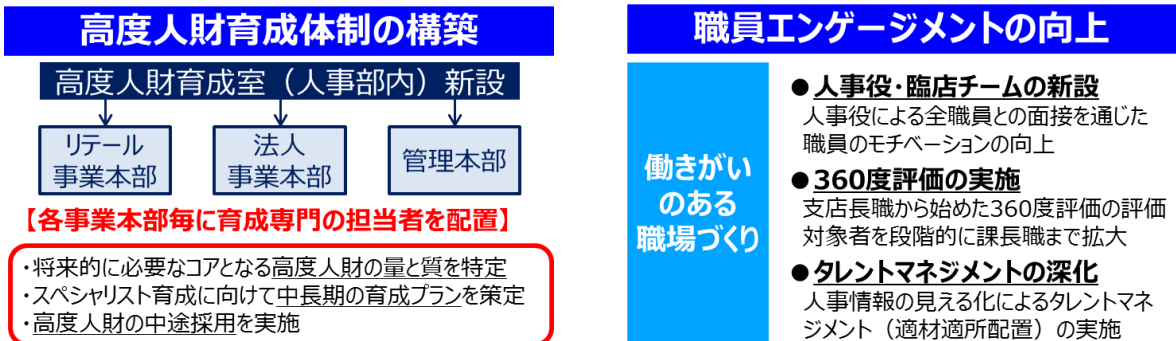 高度人財育成体制の構築
高度人財育成室（人事部内）新設
リテール
事業本部
法人
事業本部
管理本部
【各事業本部毎に育成専門の担当者を配置】
・将来的に必要なコアとなる高度人財の量と質を特定
・スペシャリスト育成に向けて中長期の育成プランを策定
・高度人財の中途採用を実施
職員エンゲージメントの向上
働きがい
のある
職場づくり
●人事役・臨店チームの新設
人事役による全職員との面接を通じた
職員のモチベーションの向上
●360度評価の実施
支店長職から始めた360度評価の評価
対象者を段階的に課長職まで拡大
●タレントマネジメントの深化
人事情報の見える化によるタレントマネ
ジメント（適材適所配置）の実施